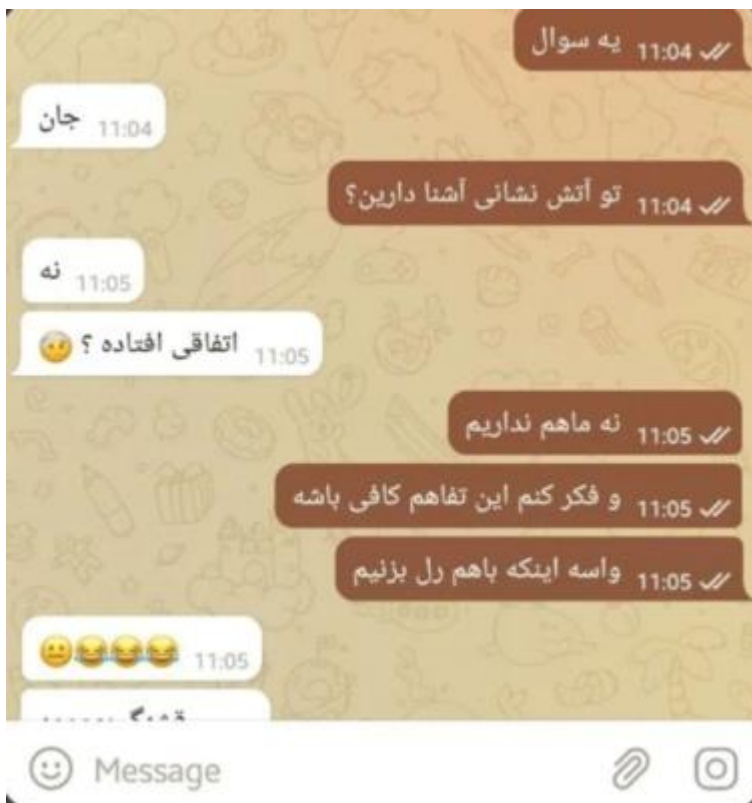 یه سوال 11:04
جان 11:04
تو آتش نشانی آشنا دارین؟ 11:04
نه 11:05
اتفاقی افتاده ؟ 🤕 11:05
نه ماهم نداریم 11:05
و فکر کنم این تفاهم کافی باشه 11:05
واسه اینکه باهم رل بزنیم 11:05
😂😂😂😐 11:05
Message